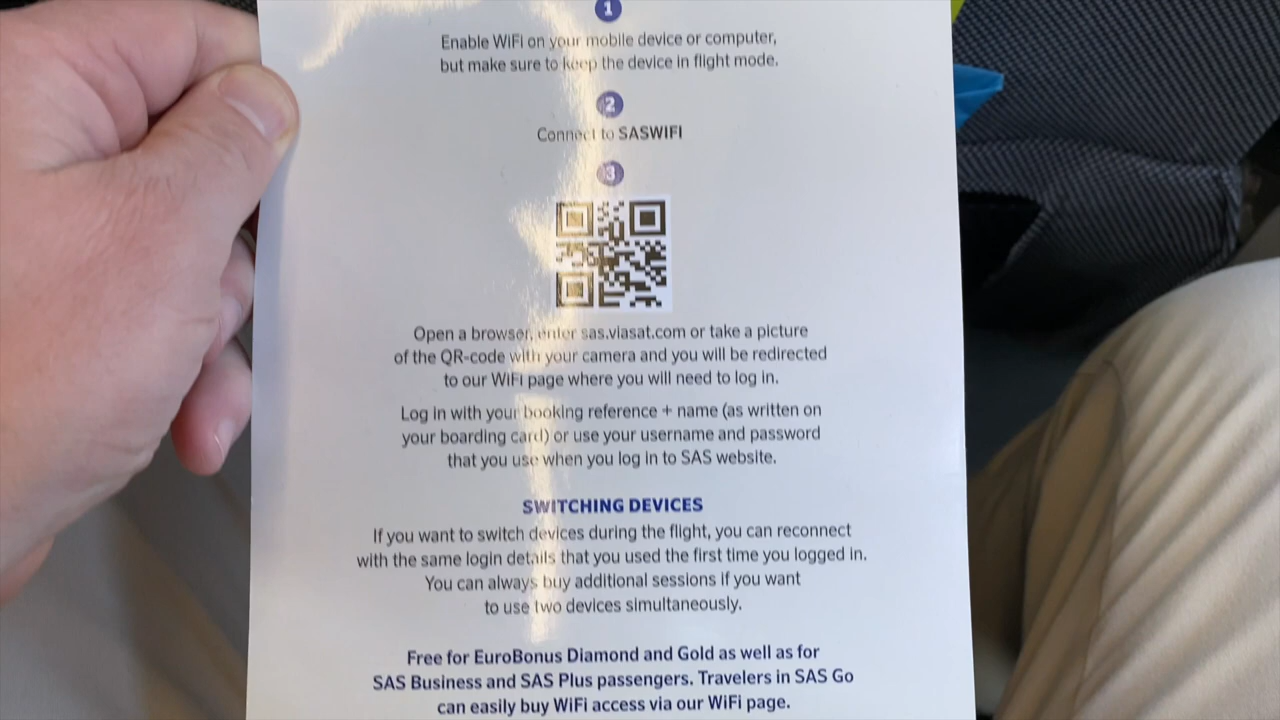 1
Enable WiFi on your mobile device or computer,
but make sure to keep the device in flight mode.
2
Connect to SASWIFI
3
Open a browser, enter sas.viasat.com or take a picture
of the QR-code with your camera and you will be redirected
to our WiFi page where you will need to log in.
Log in with your booking reference + name (as written on
your boarding card) or use your username and password
that you use when you log in to SAS website.
SWITCHING DEVICES
If you want to switch devices during the flight, you can reconnect
with the same login details that you used the first time you logged in.
You can always buy additional sessions if you want
to use two devices simultaneously.
Free for EuroBonus Diamond and Gold as well as for
SAS Business and SAS Plus passengers. Travelers in SAS Go
can easily buy WiFi access via our WiFi page.